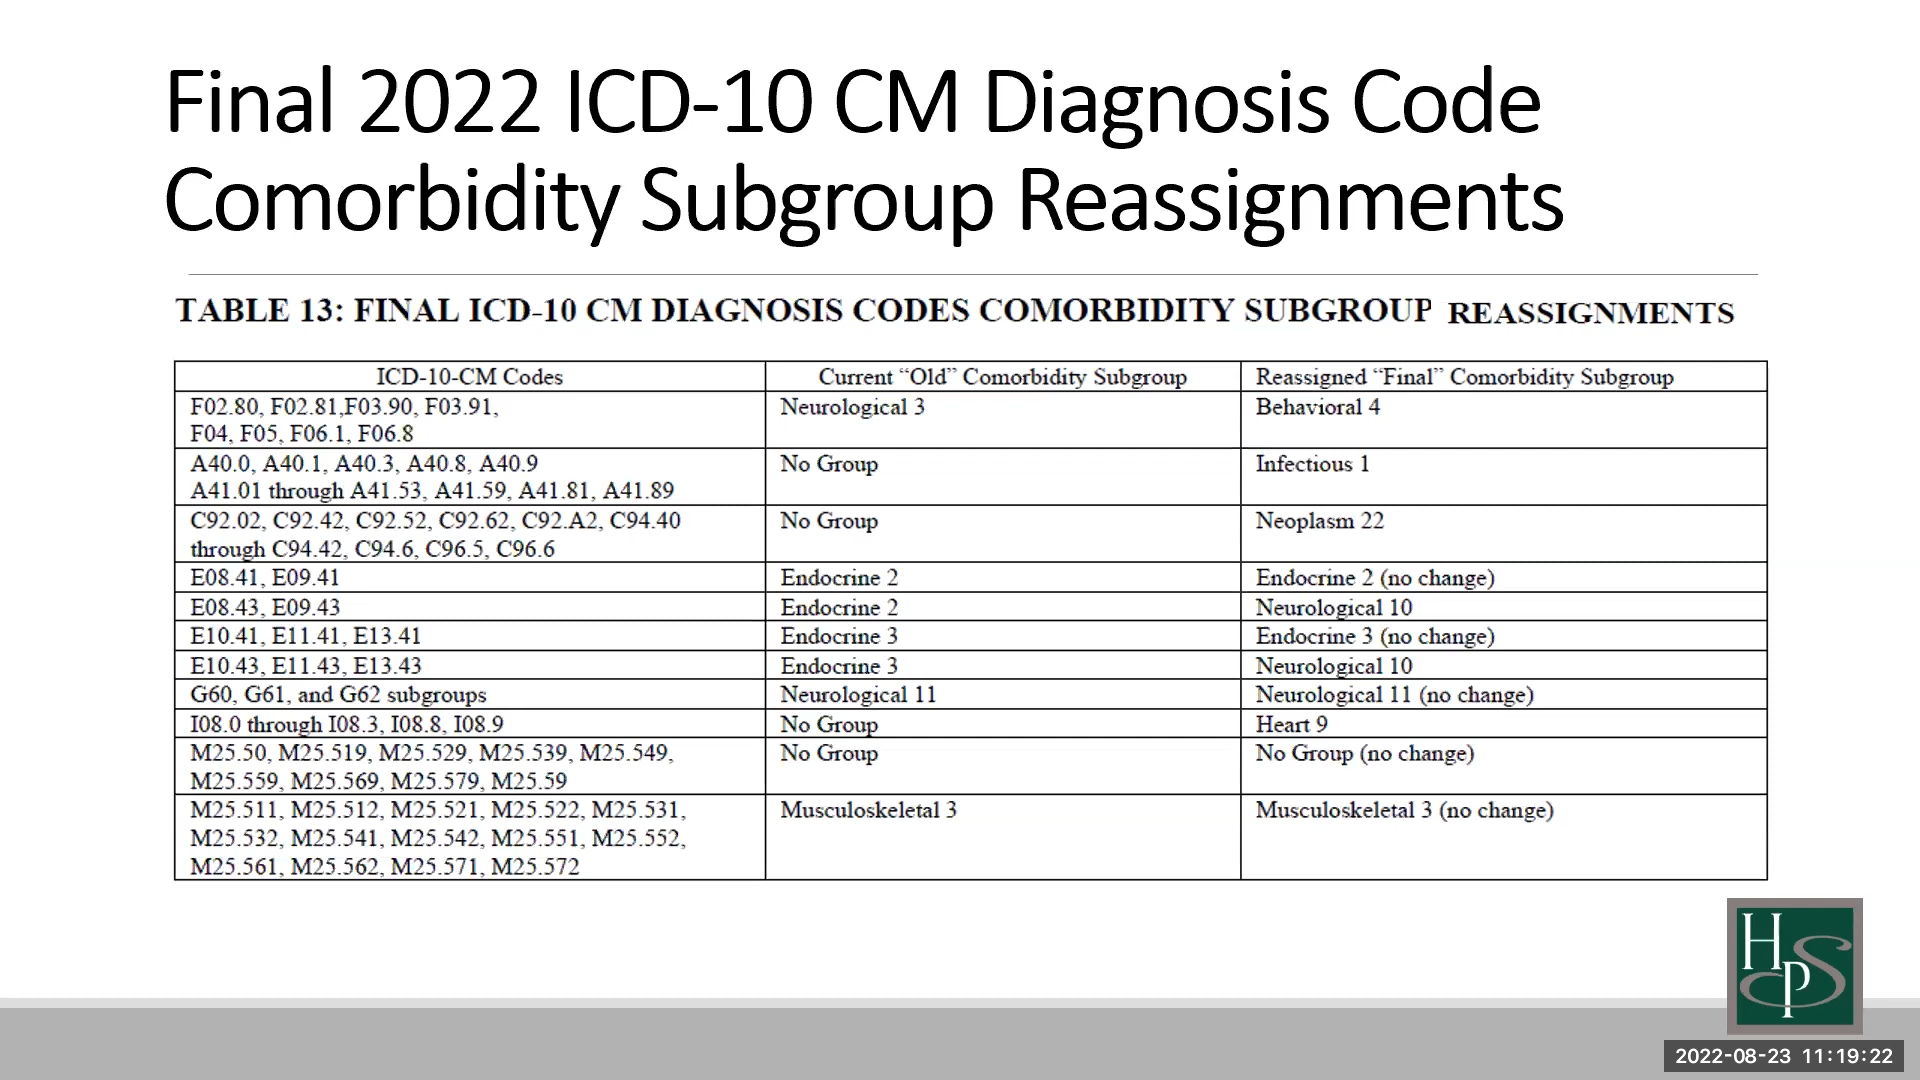 Final 2022 ICD-10 CM Diagnosis Code
Comorbidity Subgroup Reassignments
TABLE 13: FINAL ICD-10 CM DIAGNOSIS CODES COMORBIDITY SUBGROUP REASSIGNMENTS
ICD-10-CM Codes Current “Old” Comorbidity Subgroup Reassigned “Final” Comorbidity Subgroup
F02.80, F02.81,F03.90, F03.91, Neurological 3 Behavioral 4
F04, F05, F06.1, F06.8
A40.0, A40.1, A40.3, A40.8, A40.9 No Group Infectious 1
A41.01 through A41.53, A41.59, A41.81, A41.89
C92.02, C92.42, C92.52, C92.62, C92.A2, C94.40 No Group Neoplasm 22
through C94.42, C94.6, C96.5, C96.6
E08.41, E09.41 Endocrine 2 Endocrine 2 (no change)
E08.43, E09.43 Endocrine 2 Neurological 10
E10.41, E11.41, E13.41 Endocrine 3 Endocrine 3 (no change)
E10.43, E11.43, E13.43 Endocrine 3 Neurological 10
G60, G61, and G62 subgroups Neurological 11 Neurological 11 (no change)
I08.0 through I08.3, I08.8, I08.9 No Group Heart 9
M25.50, M25.519, M25.529, M25.539, M25.549, No Group No Group (no change)
M25.559, M25.569, M25.579, M25.59
M25.511, M25.512, M25.521, M25.522, M25.531, Musculoskeletal 3 Musculoskeletal 3 (no change)
M25.532, M25.541, M25.542, M25.551, M25.552,
M25.561, M25.562, M25.571, M25.572
HPS
2022-08-23 11:19:22